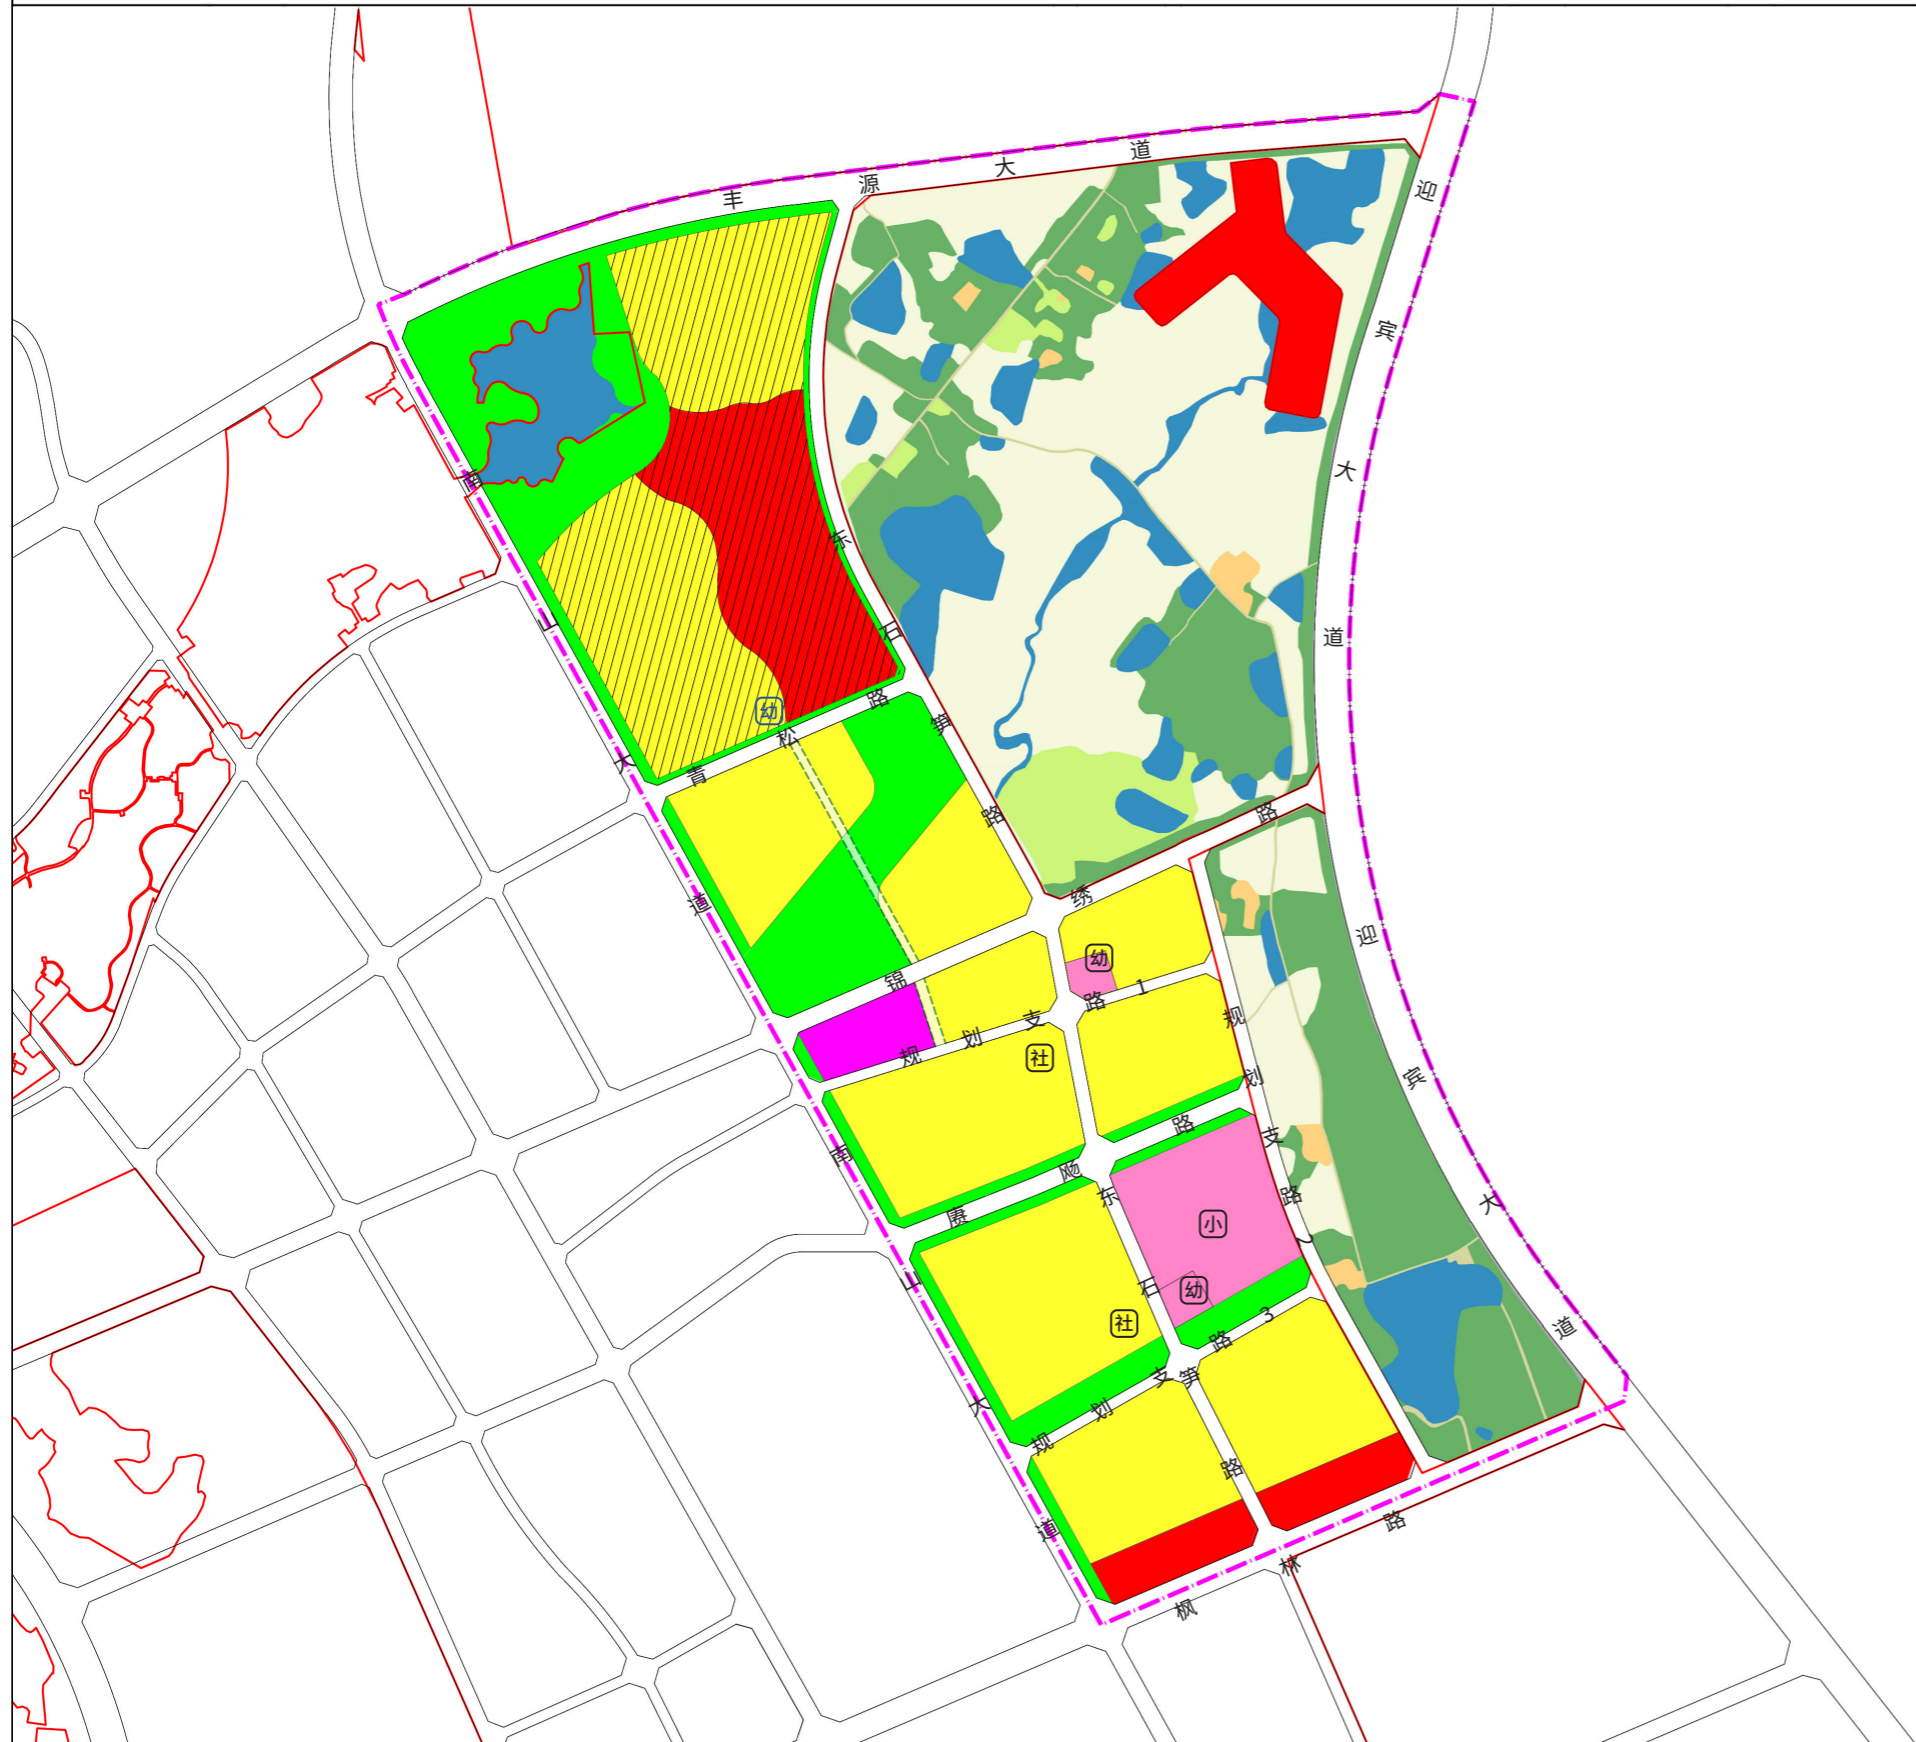 丰源大道
迎宾大道
迎宾大道
南山大道
南山大道
东石笋路
青松路
幼
锦绣路
幼
规划支路1
社
规划支路2
赓飏路
东石笋路
小
幼
社
规划支路3
枫林路